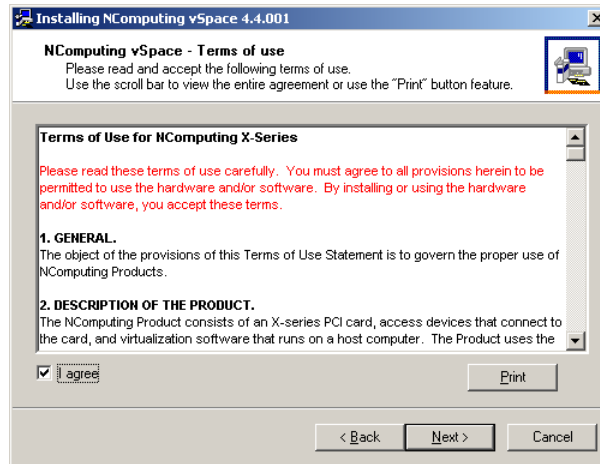 Installing NComputing vSpace 4.4.001
NComputing vSpace - Terms of use
Please read and accept the following terms of use.
Use the scroll bar to view the entire agreement or use the "Print" button feature.
Terms of Use for NComputing X-Series
Please read these terms of use carefully. You must agree to all provisions herein to be
permitted to use the hardware and/or software. By installing or using the hardware
and/or software, you accept these terms.
1. GENERAL.
The object of the provisions of this Terms of Use Statement is to govern the proper use of
NComputing Products.
2. DESCRIPTION OF THE PRODUCT.
The NComputing Product consists of an X-series PCI card, access devices that connect to
the card, and virtualization software that runs on a host computer. The Product uses the
I agree
Print
< Back
Next >
Cancel